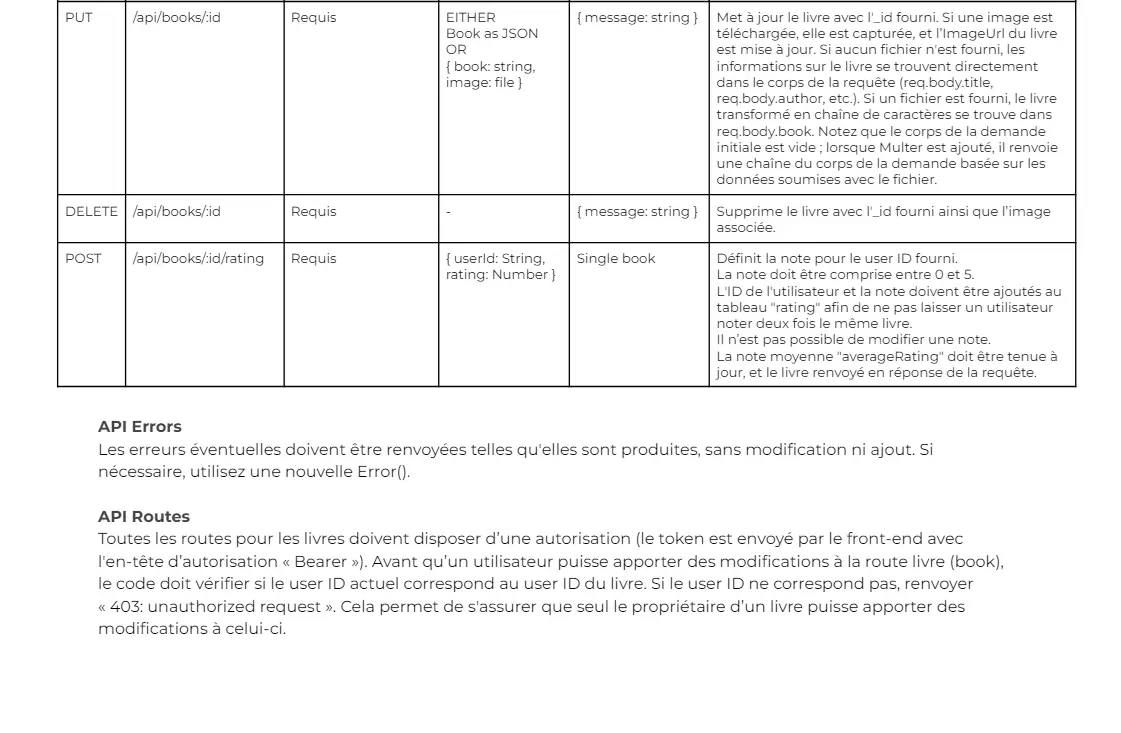 PUT
/api/books/:id
Requis
EITHER
Book as JSON
OR
{ book: string,
image: file }
{ message: string }
Met à jour le livre avec l'_id fourni. Si une image est
téléchargée, elle est capturée, et l’ImageUrl du livre
est mise à jour. Si aucun fichier n'est fourni, les
informations sur le livre se trouvent directement
dans le corps de la requête (req.body.title,
req.body.author, etc.). Si un fichier est fourni, le livre
transformé en chaîne de caractères se trouve dans
req.body.book. Notez que le corps de la demande
initiale est vide ; lorsque Multer est ajouté, il renvoie
une chaîne du corps de la demande basée sur les
données soumises avec le fichier.
DELETE
/api/books/:id
Requis
-
{ message: string }
Supprime le livre avec l'_id fourni ainsi que l’image
associée.
POST
/api/books/:id/rating
Requis
{ userId: String,
rating: Number }
Single book
Définit la note pour le user ID fourni.
La note doit être comprise entre 0 et 5.
L'ID de l'utilisateur et la note doivent être ajoutés au
tableau "rating" afin de ne pas laisser un utilisateur
noter deux fois le même livre.
Il n’est pas possible de modifier une note.
La note moyenne "averageRating" doit être tenue à
jour, et le livre renvoyé en réponse de la requête.
API Errors
Les erreurs éventuelles doivent être renvoyées telles qu'elles sont produites, sans modification ni ajout. Si
nécessaire, utilisez une nouvelle Error().
API Routes
Toutes les routes pour les livres doivent disposer d’une autorisation (le token est envoyé par le front-end avec
l'en-tête d’autorisation « Bearer »). Avant qu’un utilisateur puisse apporter des modifications à la route livre (book),
le code doit vérifier si le user ID actuel correspond au user ID du livre. Si le user ID ne correspond pas, renvoyer
« 403: unauthorized request ». Cela permet de s'assurer que seul le propriétaire d’un livre puisse apporter des
modifications à celui-ci.